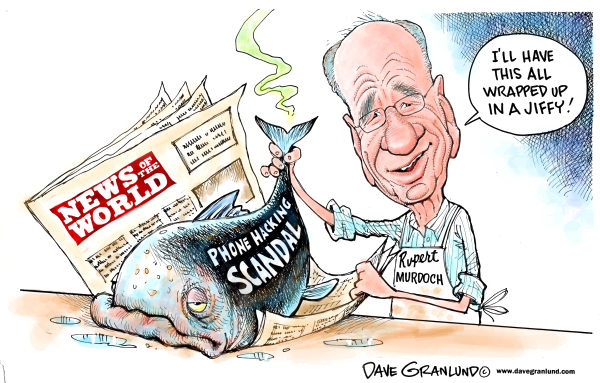 I'LL HAVE
THIS ALL
WRAPPED UP
IN A JIFFY!
NEWS OF THE
WORLD
PHONE HACKING
SCANDAL
RUPERT
MURDOCH
DAVE GRANLUND © www.davegranlund.com